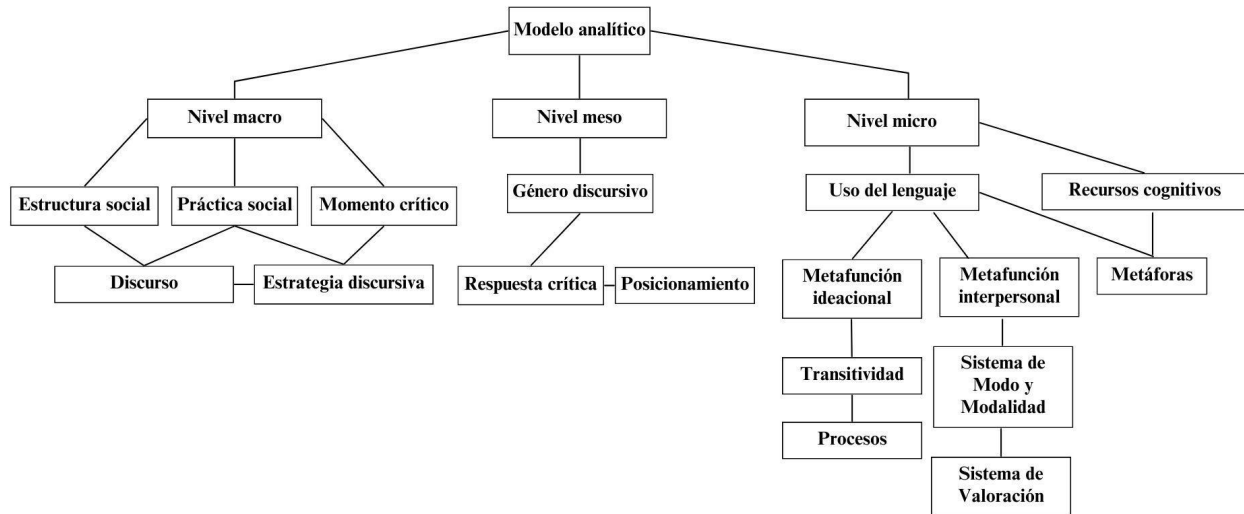 Modelo analítico
Nivel macro
Nivel meso
Nivel micro
Estructura social
Práctica social
Momento crítico
Género discursivo
Uso del lenguaje
Recursos cognitivos
Discurso
Estrategia discursiva
Respuesta crítica
Posicionamiento
Metafunción
ideacional
Metafunción
interpersonal
Metáforas
Transitividad
Sistema de
Modo y
Modalidad
Procesos
Sistema de
Valoración